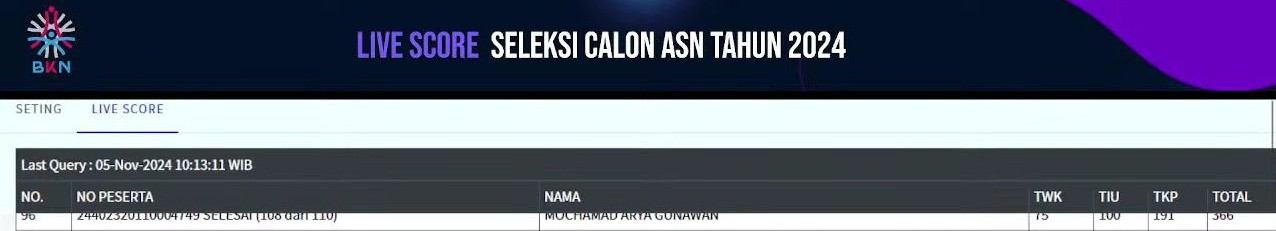 BKN
LIVE SCORE SELEKSI CALON ASN TAHUN 2024
SETING LIVE SCORE
Last Query : 05-Nov-2024 10:13:11 WIB
NO. NO PESERTA NAMA TWK TIU TKP TOTAL
96 24402320110004749 SELESAI (108 dari 110) MOCHAMAD ARYA GUNAWAN 75 100 191 366